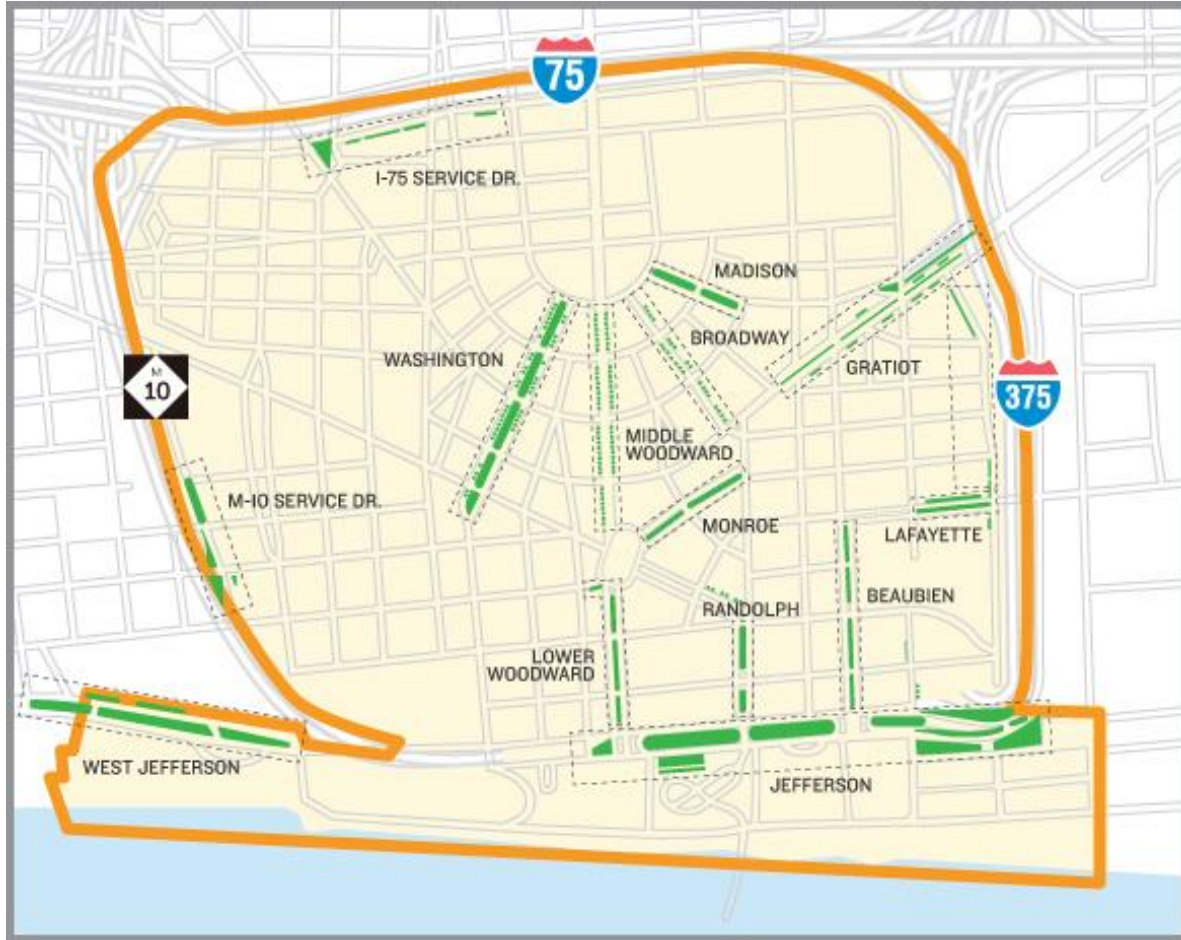 75
I-75 SERVICE DR.
MADISON
BROADWAY
WASHINGTON
GRATIOT
M
10
375
MIDDLE
WOODWARD
M-10 SERVICE DR.
MONROE
LAFAYETTE
RANDOLPH
BEAUBIEN
LOWER
WOODWARD
WEST JEFFERSON
JEFFERSON